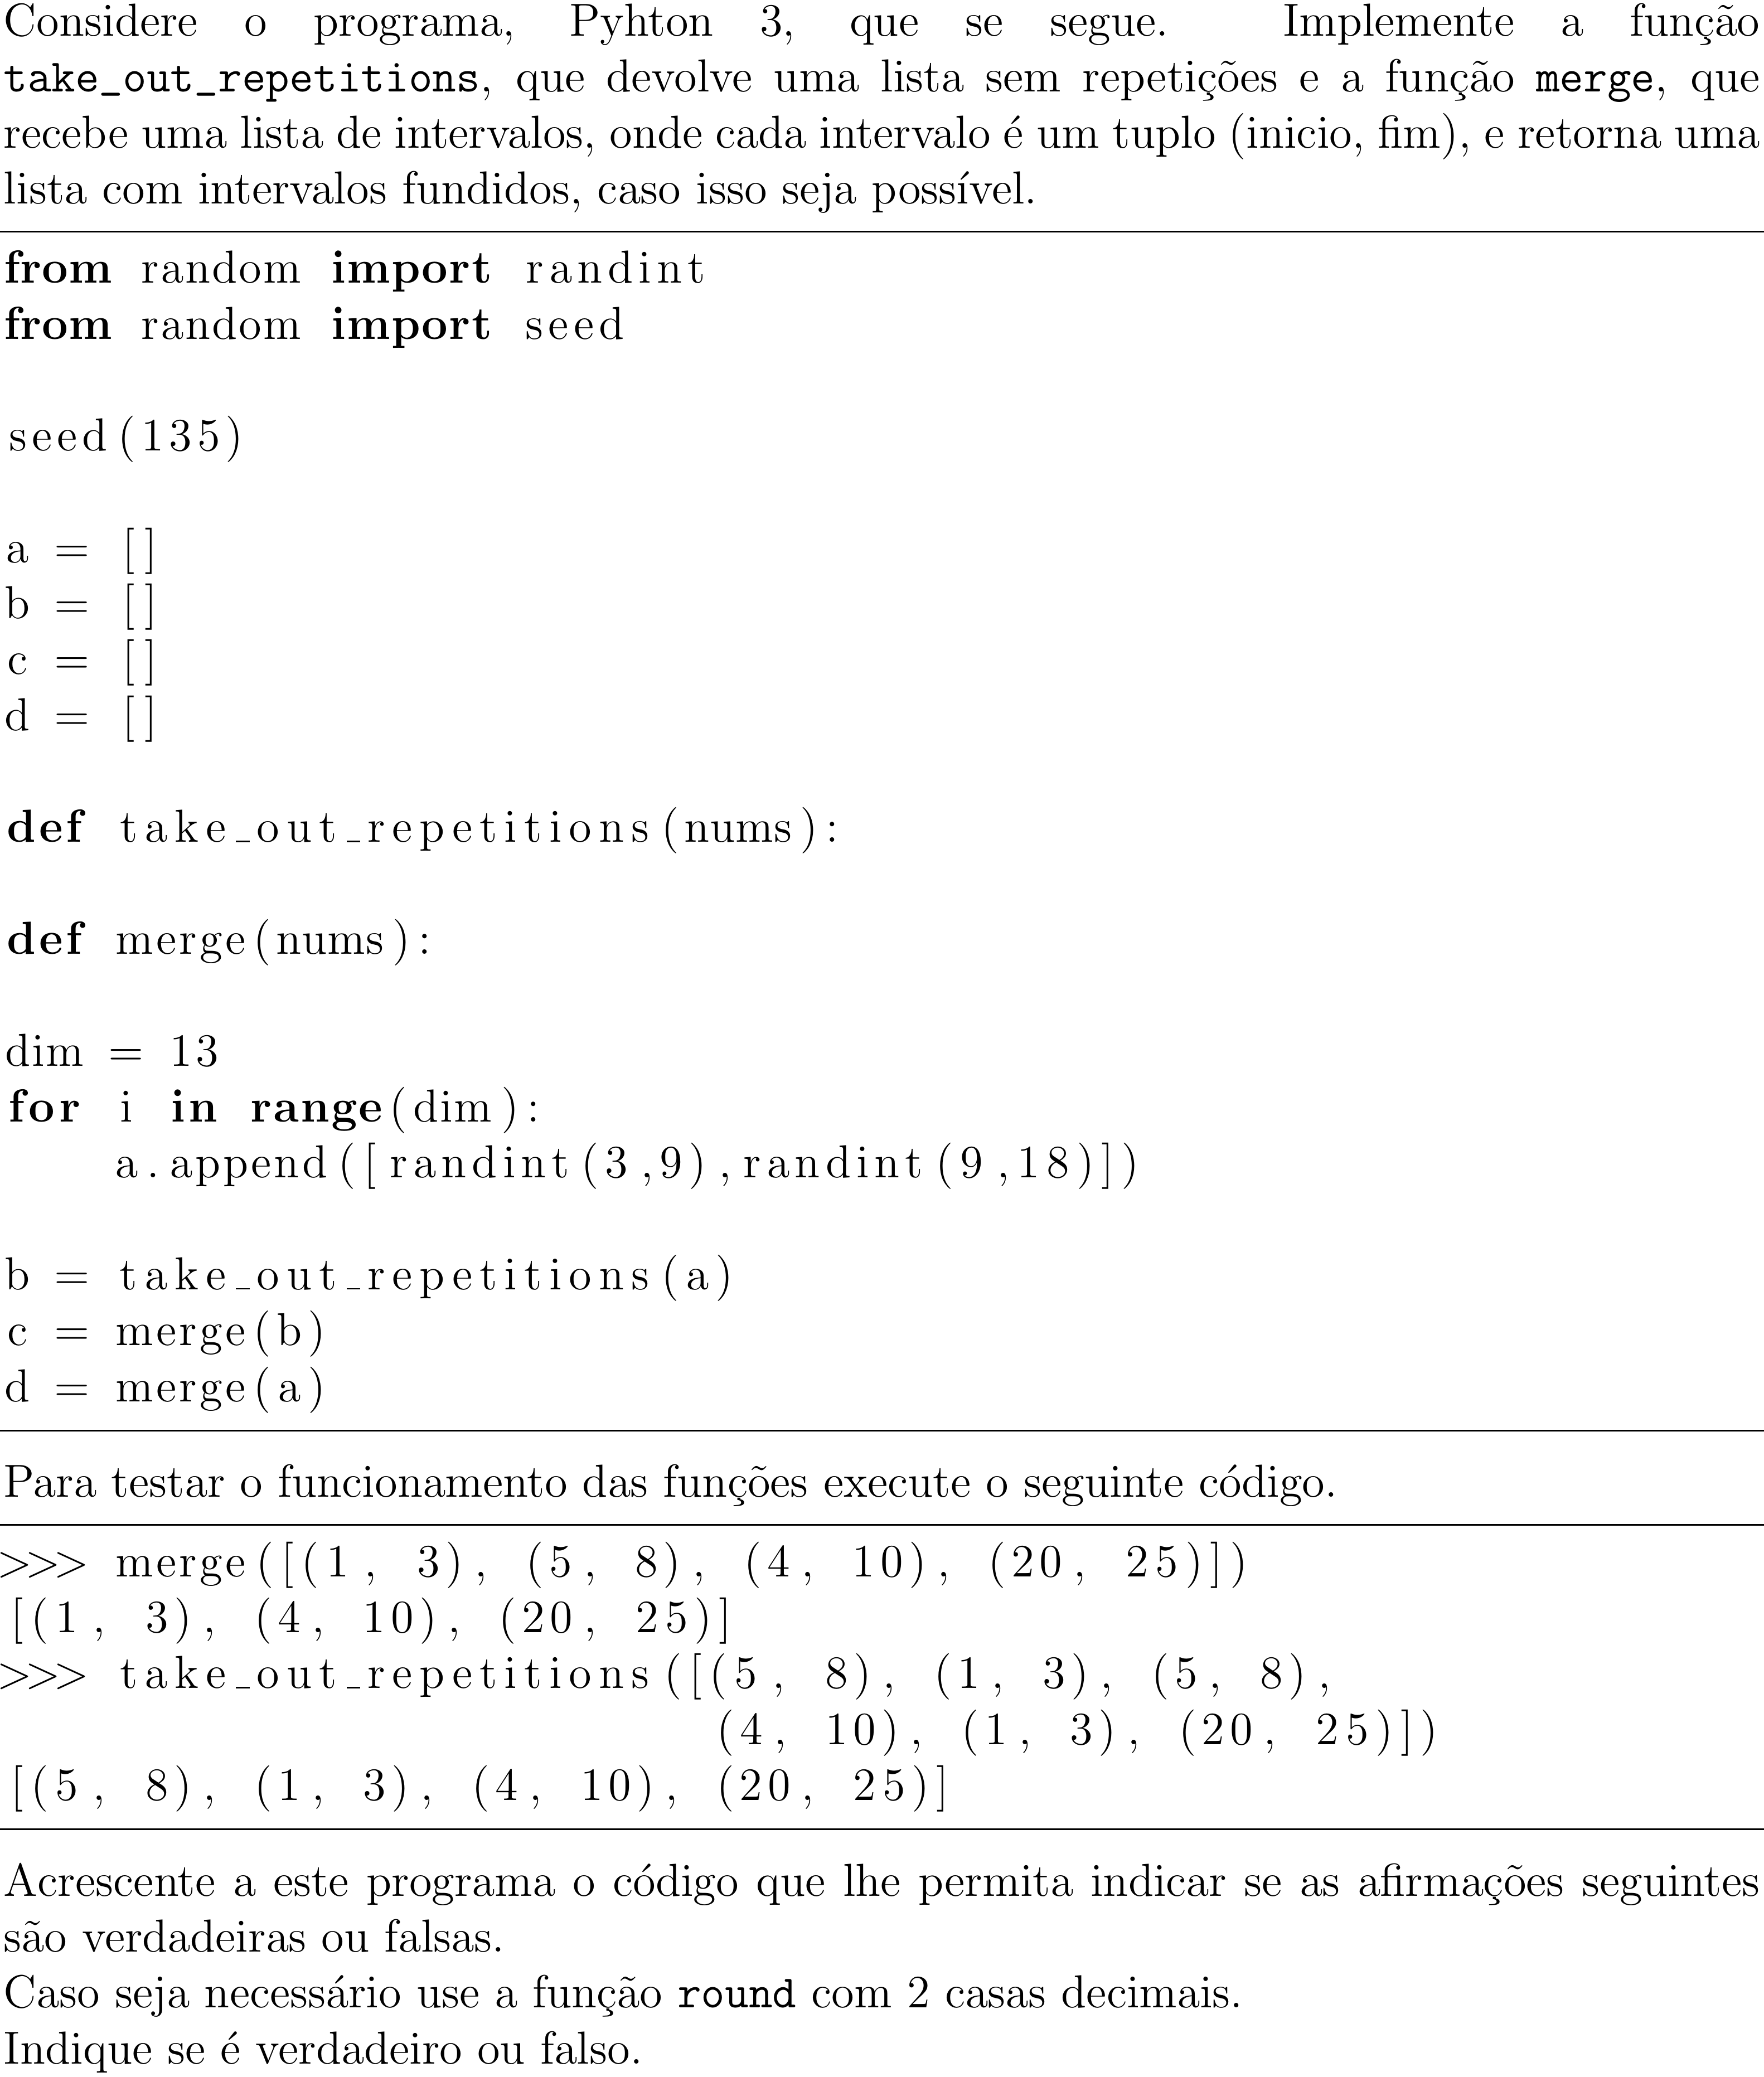 Considere o programa, Pyhton 3, que se segue. Implemente a função
take_out_repetitions, que devolve uma lista sem repetições e a função merge, que
recebe uma lista de intervalos, onde cada intervalo é um tuplo (inicio, fim), e retorna uma
lista com intervalos fundidos, caso isso seja possível.
from random import randint
from random import seed
seed(135)
a = []
b = []
c = []
d = []
def take_out_repetitions(nums):
def merge(nums):
dim = 13
for i in range(dim):
    a.append([randint(3,9),randint(9,18)])
b = take_out_repetitions(a)
c = merge(b)
d = merge(a)
Para testar o funcionamento das funções execute o seguinte código.
>>> merge([(1, 3), (5, 8), (4, 10), (20, 25)])
[(1, 3), (4, 10), (20, 25)]
>>> take_out_repetitions([(5, 8), (1, 3), (5, 8),
(4, 10), (1, 3), (20, 25)])
[(5, 8), (1, 3), (4, 10), (20, 25)]
Acrescente a este programa o código que lhe permita indicar se as afirmações seguintes
são verdadeiras ou falsas.
Caso seja necessário use a função round com 2 casas decimais.
Indique se é verdadeiro ou falso.